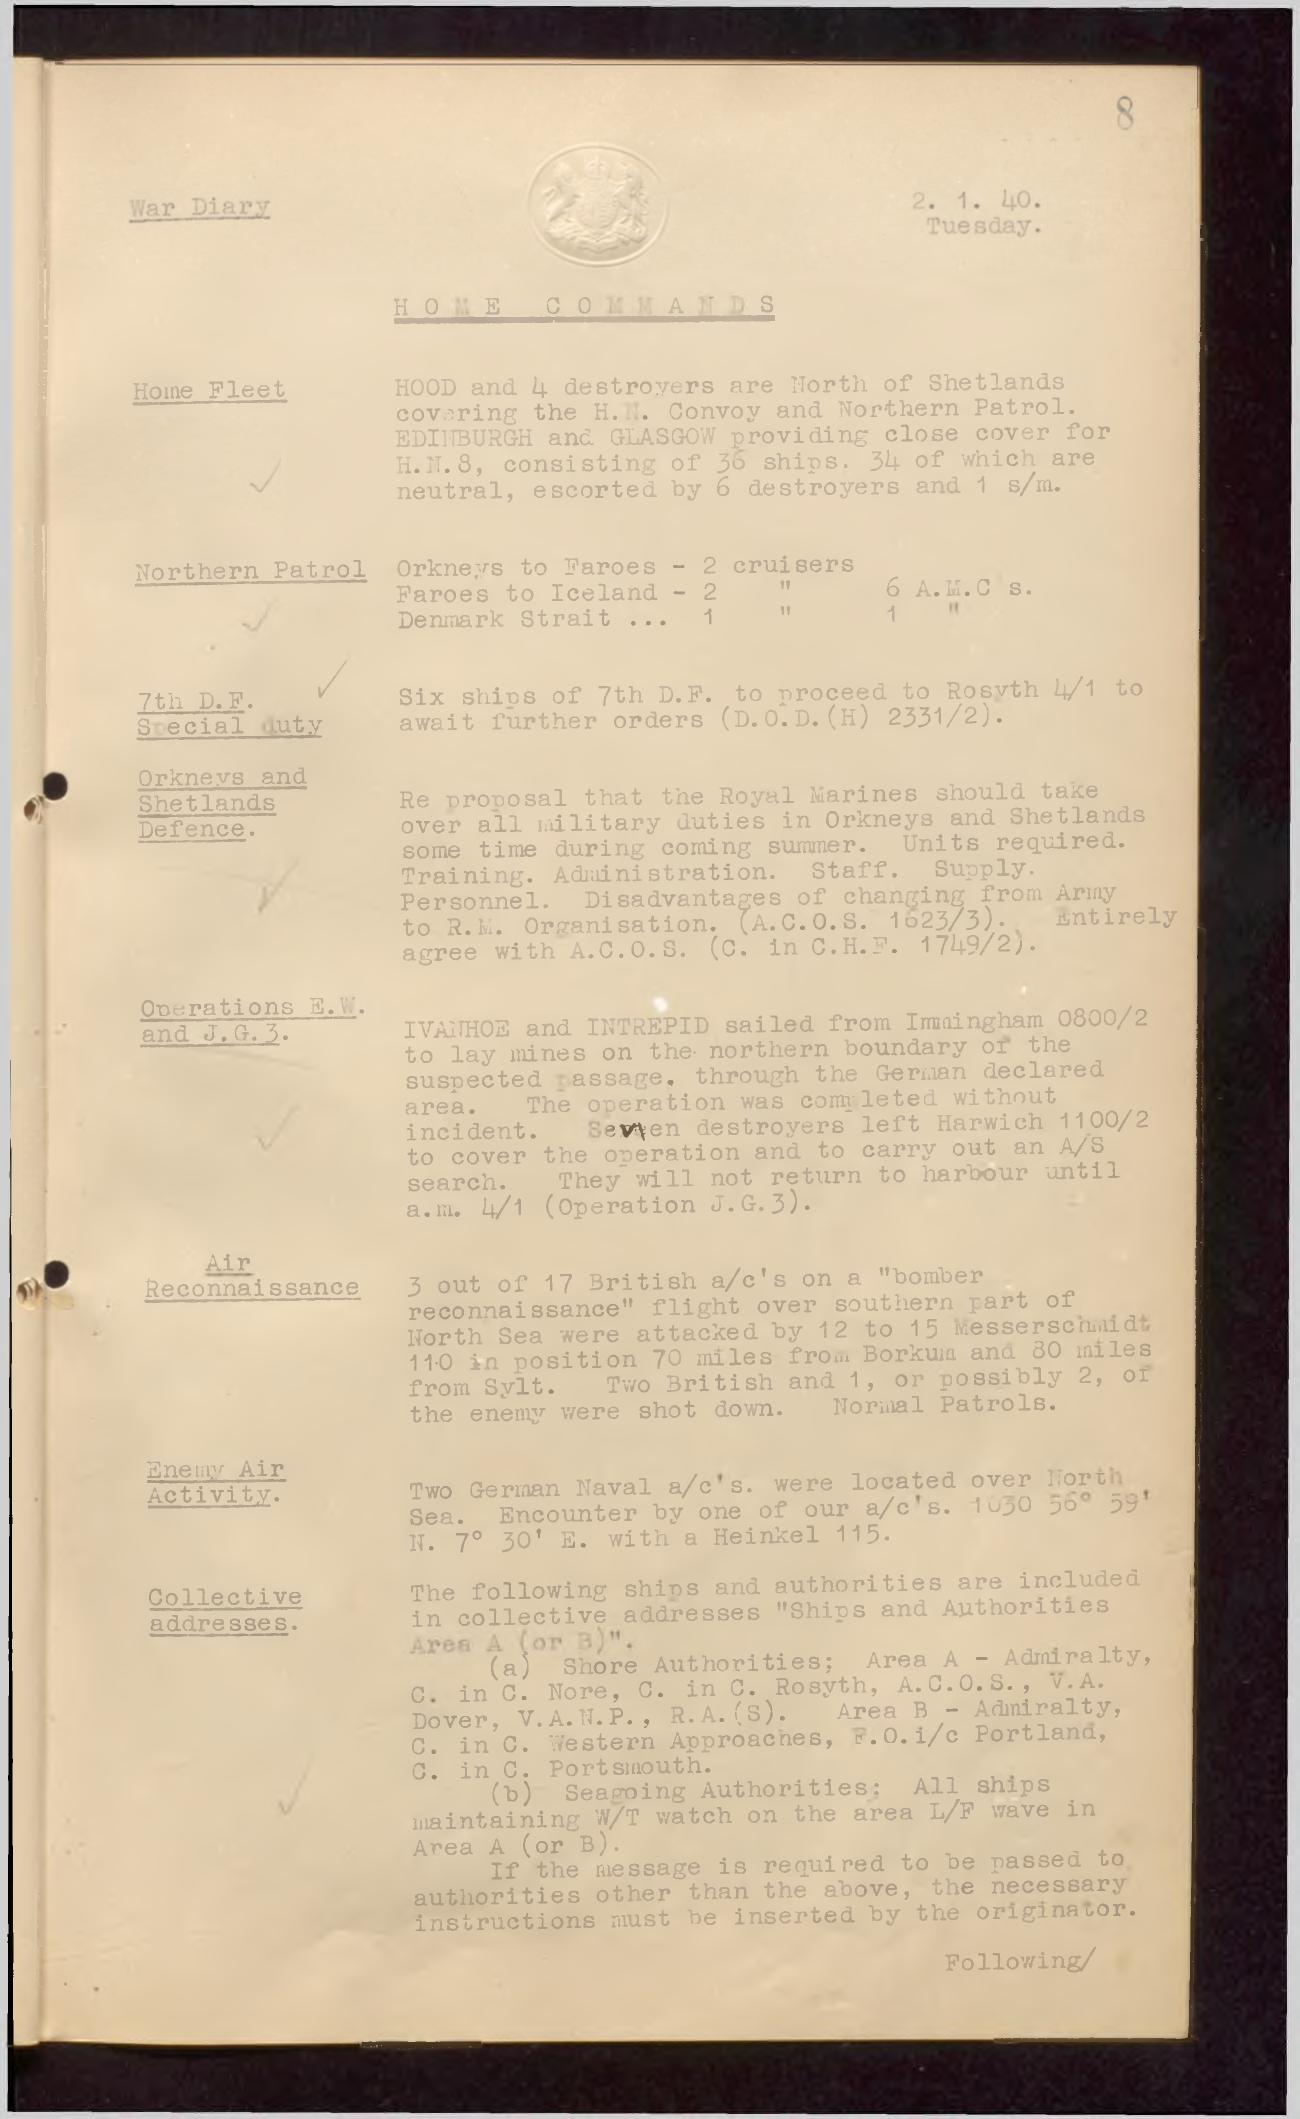 8
War Diary
2. 1. 40.
Tuesday.
HOME COMMANDS
Home Fleet
HOOD and 4 destroyers are North of Shetlands
covering the H.N. Convoy and Northern Patrol.
EDINBURGH and GLASGOW providing close cover for
H.N.8, consisting of 36 ships. 34 of which are
neutral, escorted by 6 destroyers and 1 s/m.
Northern Patrol
Orkneys to Faroes - 2 cruisers
Faroes to Iceland - 2 " 6 A.M.C s.
Denmark Strait ... 1 " 1 "
7th D.F.
Special duty
Six ships of 7th D.F. to proceed to Rosyth 4/1 to
await further orders (D.O.D.(H) 2331/2).
Orkneys and
Shetlands
Defence.
Re proposal that the Royal Marines should take
over all military duties in Orkneys and Shetlands
some time during coming summer. Units required.
Training. Administration. Staff. Supply.
Personnel. Disadvantages of changing from Army
to R.M. Organisation. (A.C.O.S. 1623/3). Entirely
agree with A.C.O.S. (C. in C.H.F. 1749/2).
Operations E.W.
and J.G.3.
IVANHOE and INTREPID sailed from Immingham 0800/2
to lay mines on the northern boundary of the
suspected passage. through the German declared
area. The operation was completed without
incident. Seven destroyers left Harwich 1100/2
to cover the operation and to carry out an A/S
search. They will not return to harbour until
a.m. 4/1 (Operation J.G.3).
Air
Reconnaissance
3 out of 17 British a/c's on a "bomber
reconnaissance" flight over southern part of
North Sea were attacked by 12 to 15 Messerschmidt
110 in position 70 miles from Borkum and 80 miles
from Sylt. Two British and 1, or possibly 2, of
the enemy were shot down. Normal Patrols.
Enemy Air
Activity.
Two German Naval a/c's. were located over North
Sea. Encounter by one of our a/c's. 1030 56° 59'
N. 7° 30' E. with a Heinkel 115.
Collective
addresses.
The following ships and authorities are included
in collective addresses "Ships and Authorities
Area A (or B)".
(a) Shore Authorities; Area A - Admiralty,
C. in C. Nore, C. in C. Rosyth, A.C.O.S., V.A.
Dover, V.A.N.P., R.A.(S). Area B - Admiralty,
C. in C. Western Approaches, F.O.i/c Portland,
C. in C. Portsmouth.
(b) Seagoing Authorities; All ships
maintaining W/T watch on the area L/F wave in
Area A (or B).
If the message is required to be passed to
authorities other than the above, the necessary
instructions must be inserted by the originator.
Following/